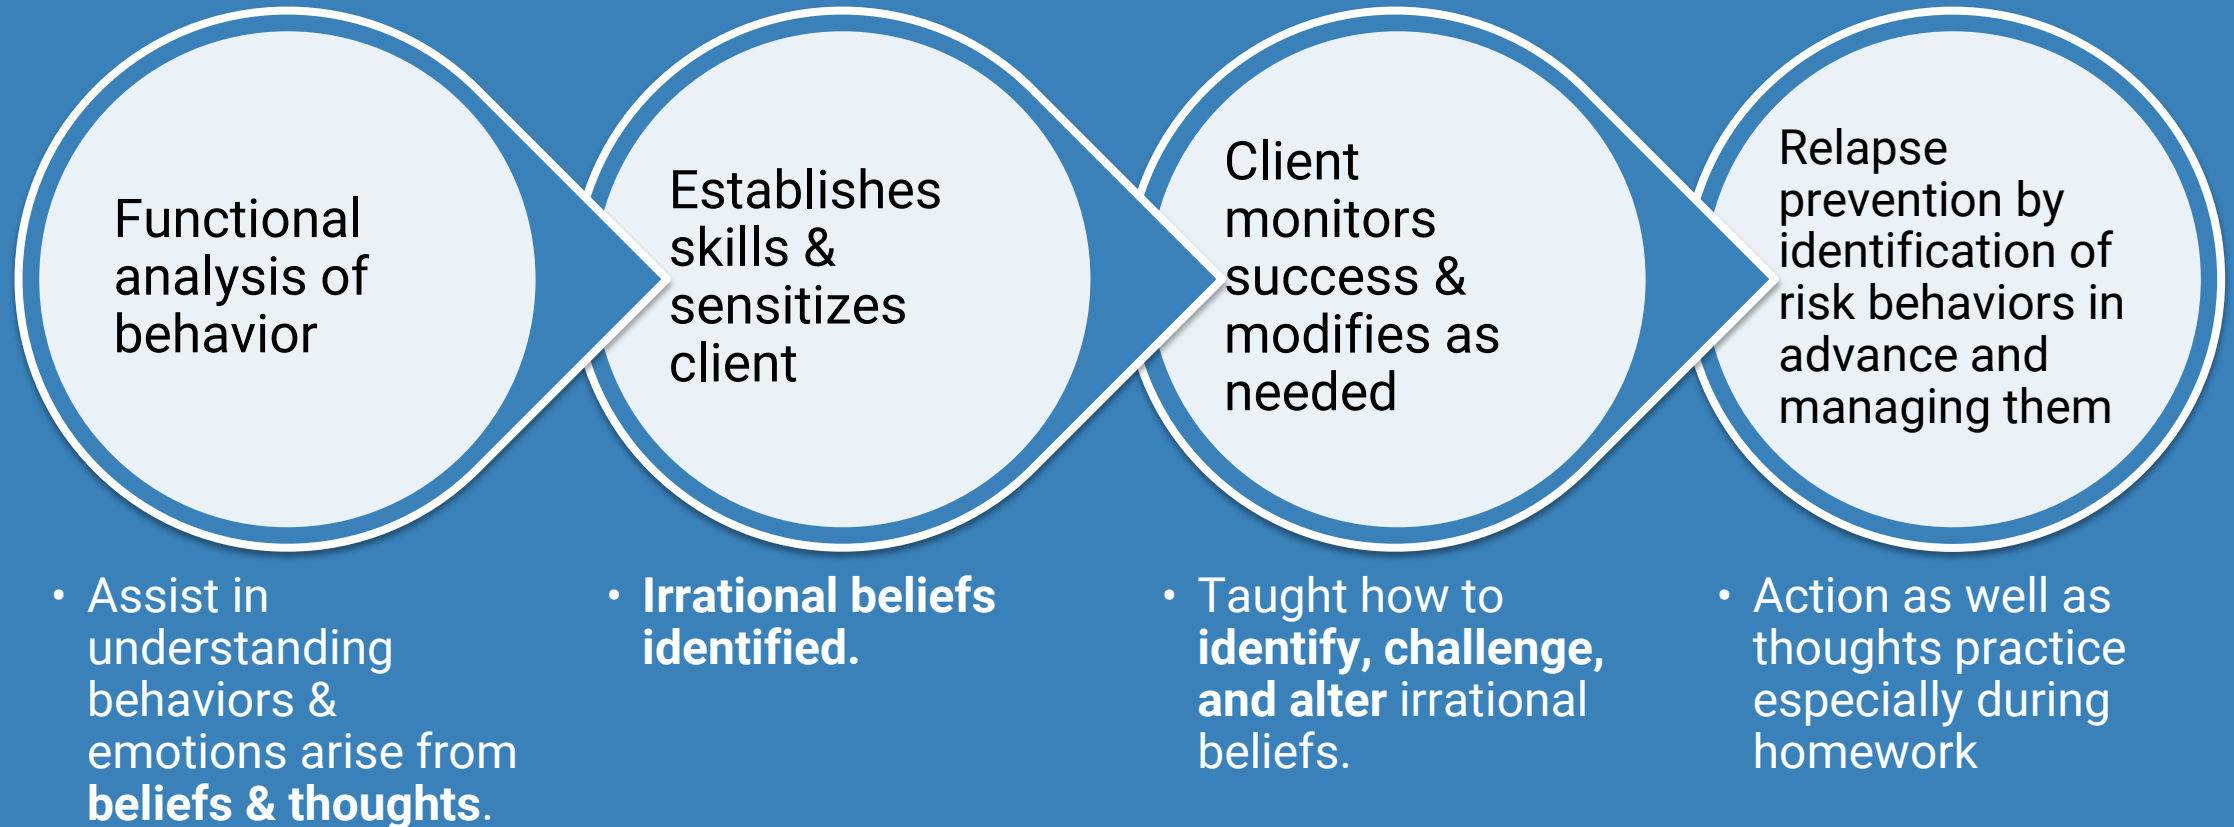 Functional
analysis of
behavior
Establishes
skills &
sensitizes
client
Client
monitors
success &
modifies as
needed
Relapse
prevention by
identification of
risk behaviors in
advance and
managing them
• Assist in
understanding
behaviors &
emotions arise from
beliefs & thoughts.
• Irrational beliefs
identified.
• Taught how to
identify, challenge,
and alter irrational
beliefs.
• Action as well as
thoughts practice
especially during
homework